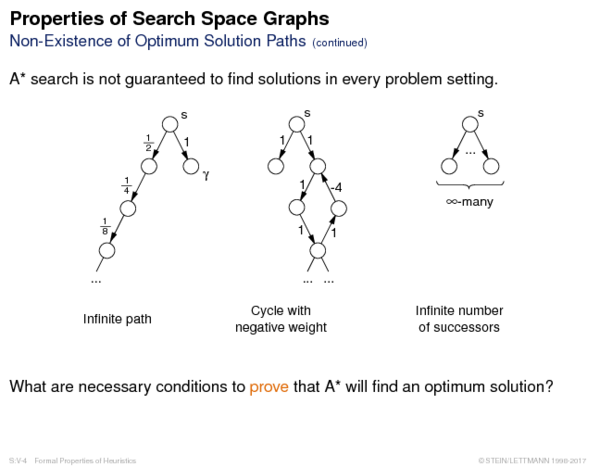 Properties of Search Space Graphs
Non-Existence of Optimum Solution Paths (continued)
A* search is not guaranteed to find solutions in every problem setting.
s
1/2
1
γ
1/4
1/8
...
Infinite path
s
1 1
1 -4
1 1
... ...
Cycle with
negative weight
s
...
∞-many
Infinite number
of successors
What are necessary conditions to prove that A* will find an optimum solution?
S:V-4 Formal Properties of Heuristics
© STEIN/LETTMANN 1998-2017